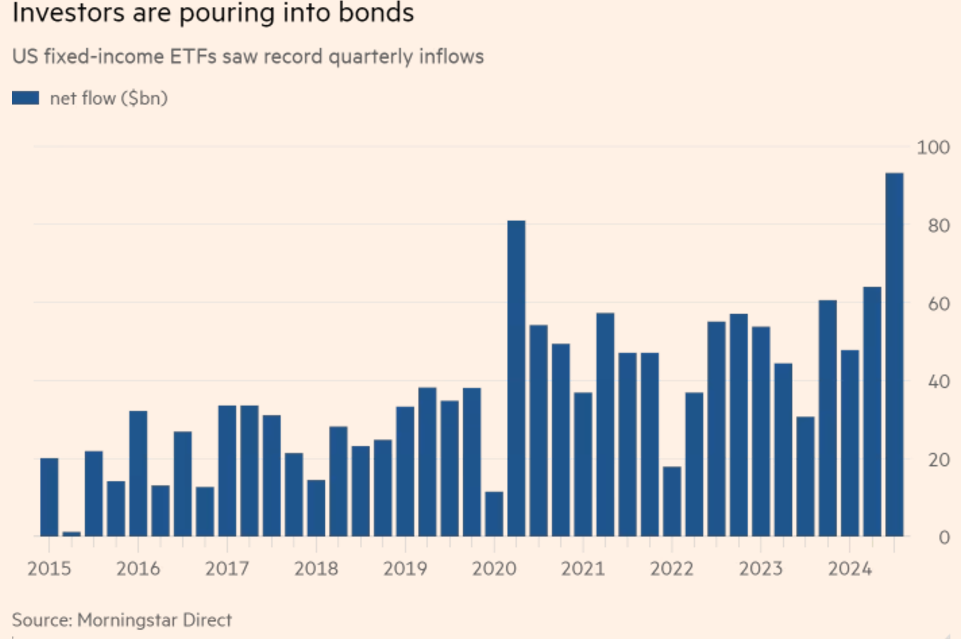 Investors are pouring into bonds
US fixed-income ETFs saw record quarterly inflows
net flow ($bn)
100
80
60
40
20
0
2015 2016 2017 2018 2019 2020 2021 2022 2023 2024
Source: Morningstar Direct